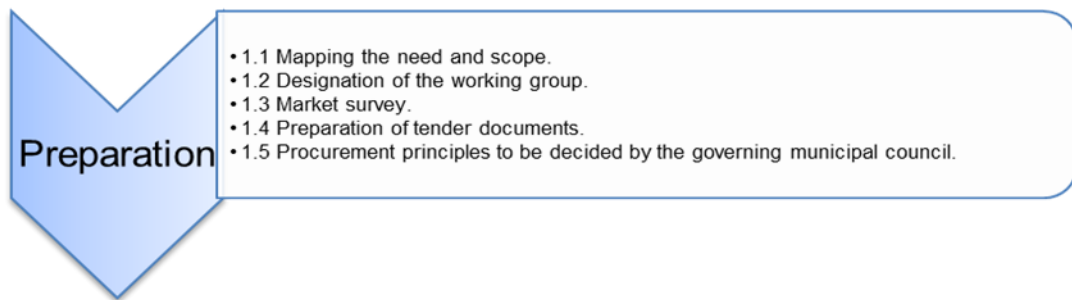 Preparation
• 1.1 Mapping the need and scope.
• 1.2 Designation of the working group.
• 1.3 Market survey.
• 1.4 Preparation of tender documents.
• 1.5 Procurement principles to be decided by the governing municipal council.